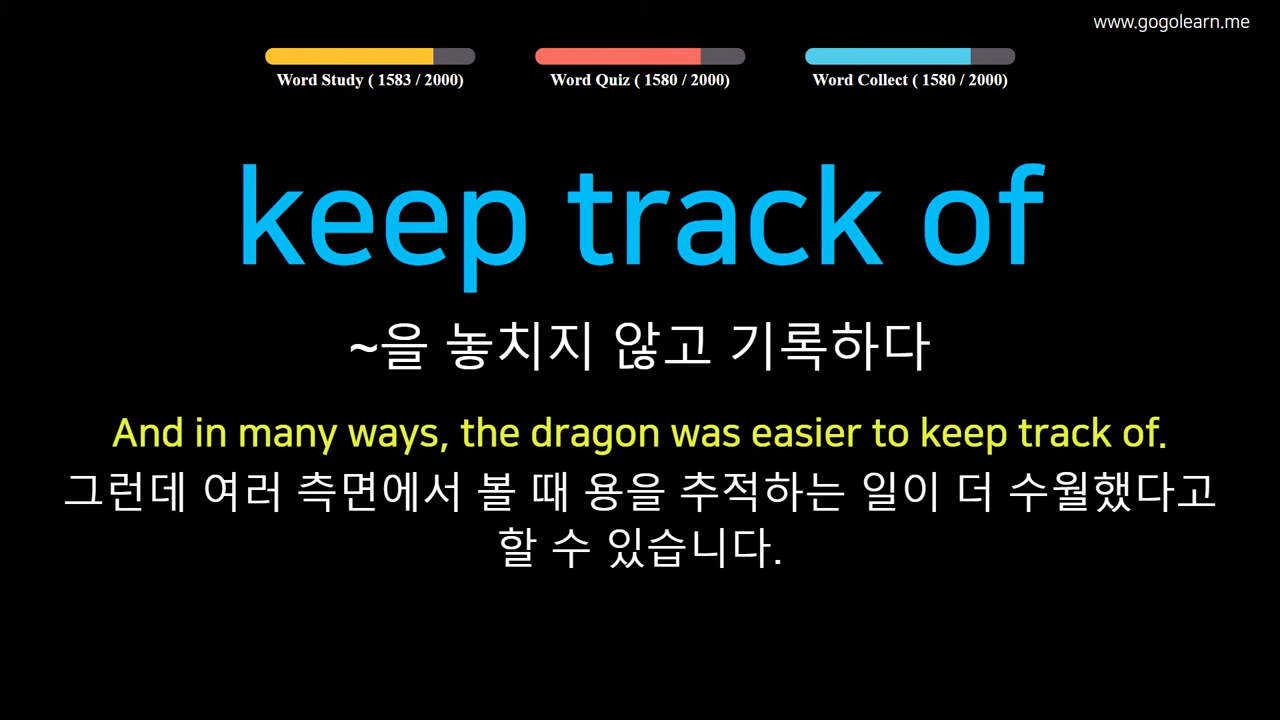 www.gogolearn.me
Word Study ( 1583 / 2000)
Word Quiz ( 1580 / 2000)
Word Collect ( 1580 / 2000)
keep track of
~을 놓치지 않고 기록하다
And in many ways, the dragon was easier to keep track of.
그런데 여러 측면에서 볼 때 용을 추적하는 일이 더 수월했다고
할 수 있습니다.